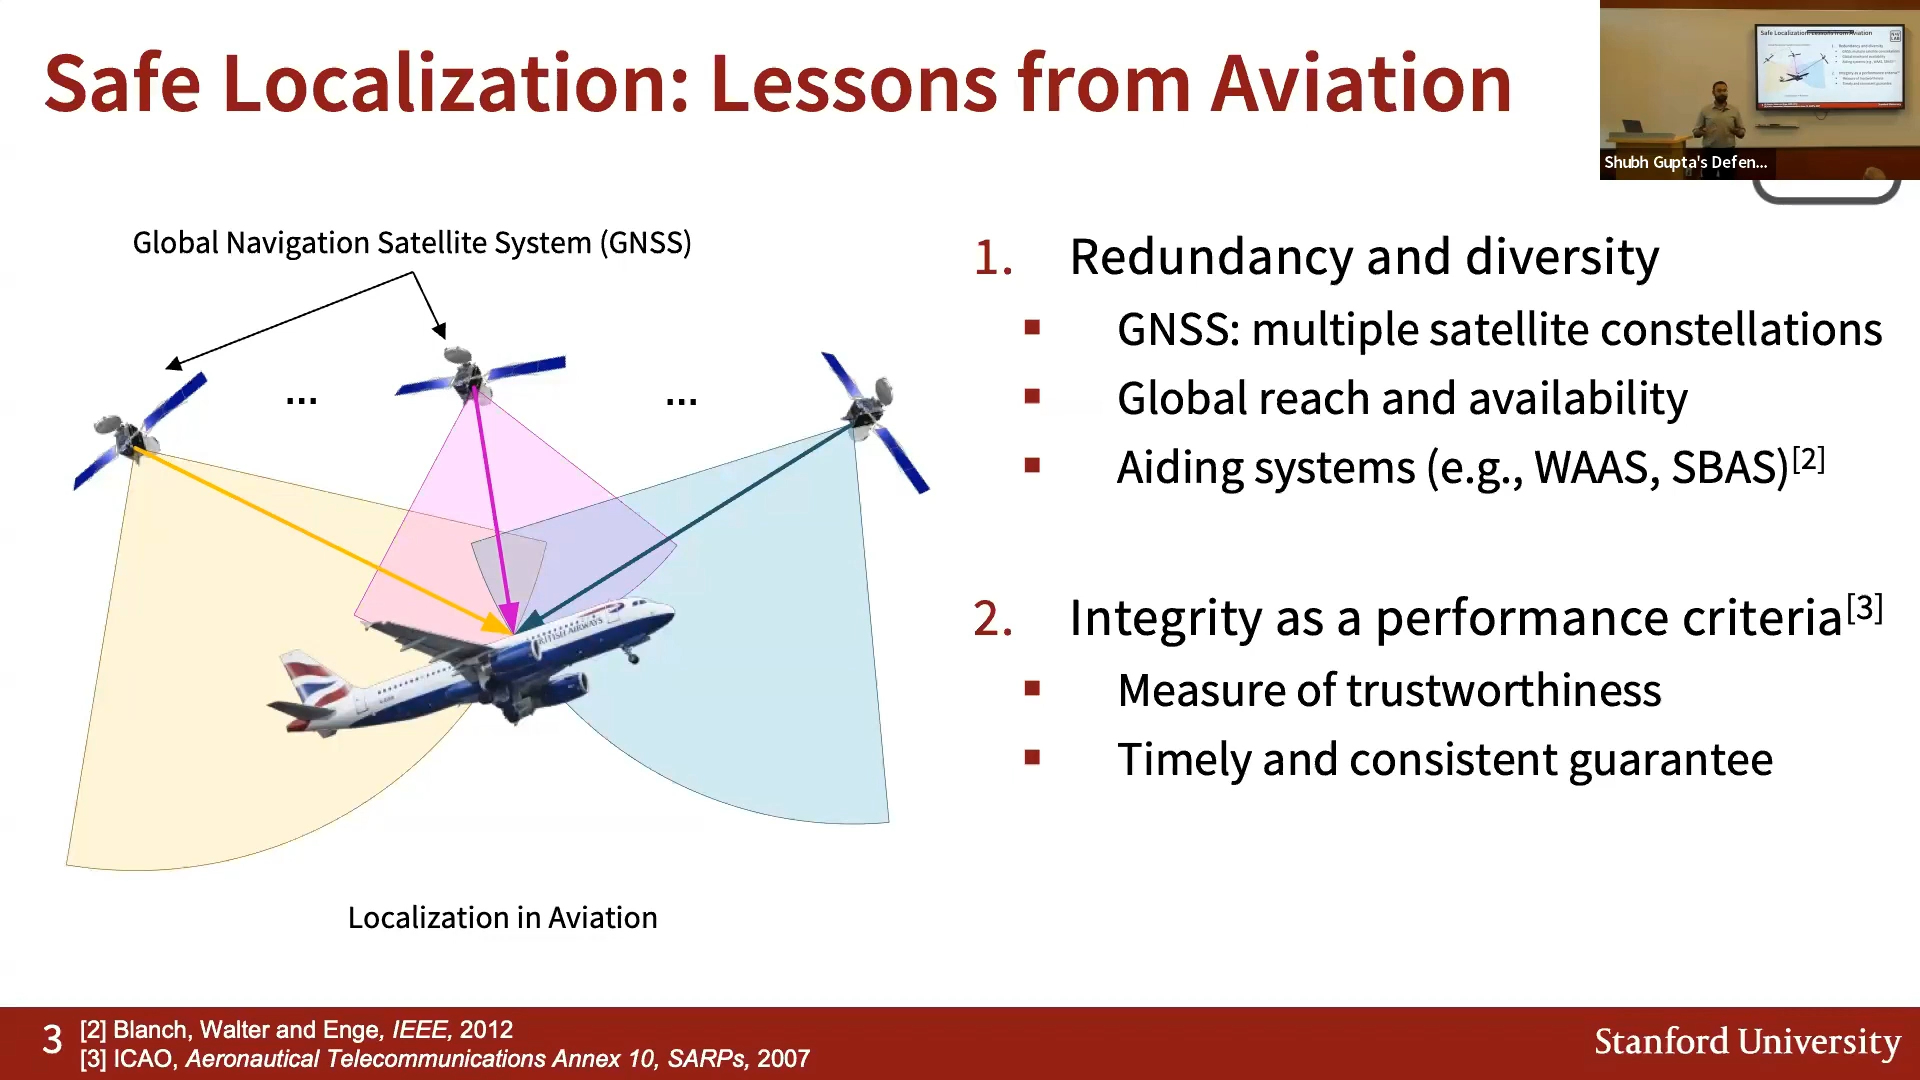 Safe Localization: Lessons from Aviation
Shubh Gupta's Defen...
Global Navigation Satellite System (GNSS)
...
...
BRITISH AIRWAYS
Localization in Aviation
1. Redundancy and diversity
▪ GNSS: multiple satellite constellations
▪ Global reach and availability
▪ Aiding systems (e.g., WAAS, SBAS)[2]
2. Integrity as a performance criteria[3]
▪ Measure of trustworthiness
▪ Timely and consistent guarantee
3
[2] Blanch, Walter and Enge, IEEE, 2012
[3] ICAO, Aeronautical Telecommunications Annex 10, SARPs, 2007
Stanford University